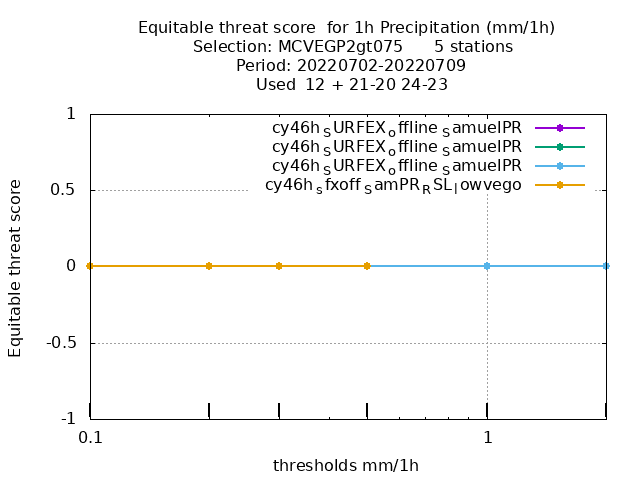 Equitable threat score  for 1h Precipitation (mm/1h)
Selection: MCVEGP2gt075      5 stations
Period: 20220702-20220709
Used  12 + 21-20 24-23
cy46h_SURFEX_offline_SamuelPR
cy46h_SURFEX_offline_SamuelPR
cy46h_SURFEX_offline_SamuelPR
cy46h_sfxoff_SamPR_RSL_lowvego
1
0.5
0
-0.5
-1
Equitable threat score
0.1
1
thresholds mm/1h